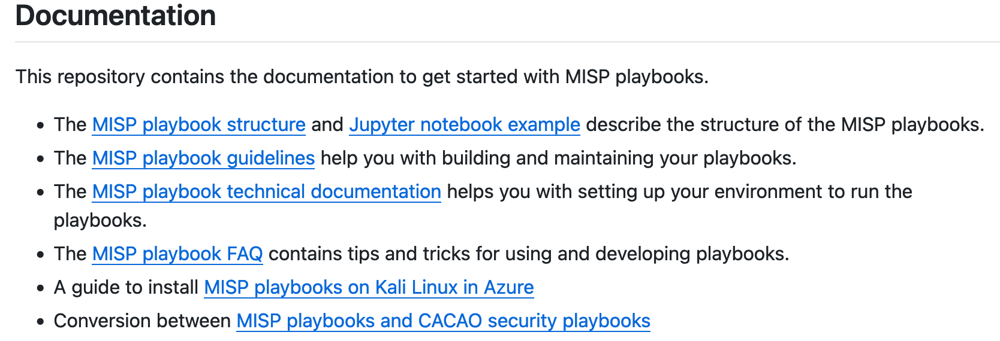 Documentation
This repository contains the documentation to get started with MISP playbooks.
• The MISP playbook structure and Jupyter notebook example describe the structure of the MISP playbooks.
• The MISP playbook guidelines help you with building and maintaining your playbooks.
• The MISP playbook technical documentation helps you with setting up your environment to run the
playbooks.
• The MISP playbook FAQ contains tips and tricks for using and developing playbooks.
• A guide to install MISP playbooks on Kali Linux in Azure
• Conversion between MISP playbooks and CACAO security playbooks